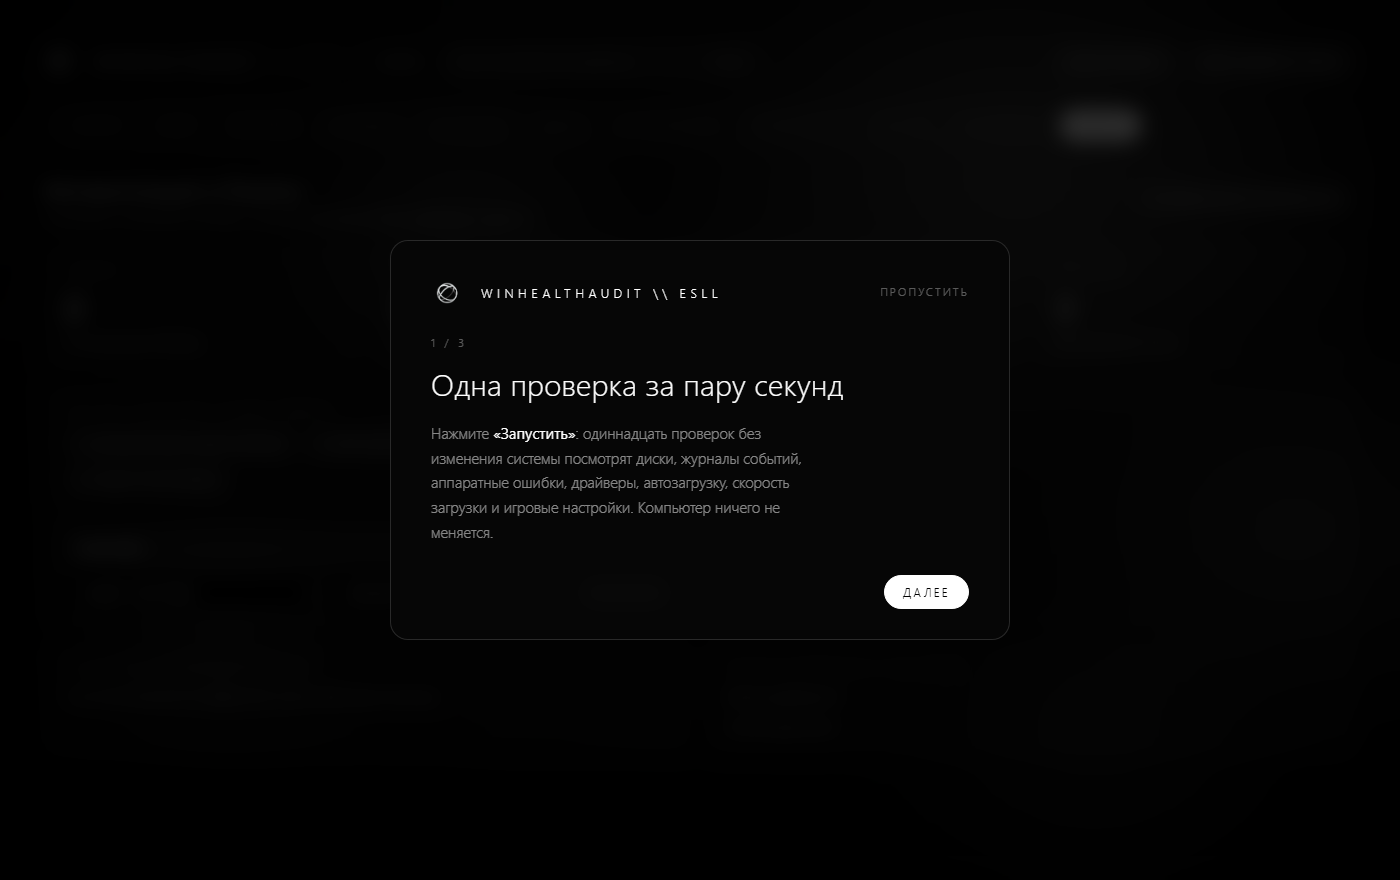 WINHEALTHAUDIT \\ ESLL
ПРОПУСТИТЬ
1 / 3
Одна проверка за пару секунд
Нажмите «Запустить»: одиннадцать проверок без
изменения системы посмотрят диски, журналы событий,
аппаратные ошибки, драйверы, автозагрузку, скорость
загрузки и игровые настройки. Компьютер ничего не
меняется.
ДАЛЕЕ